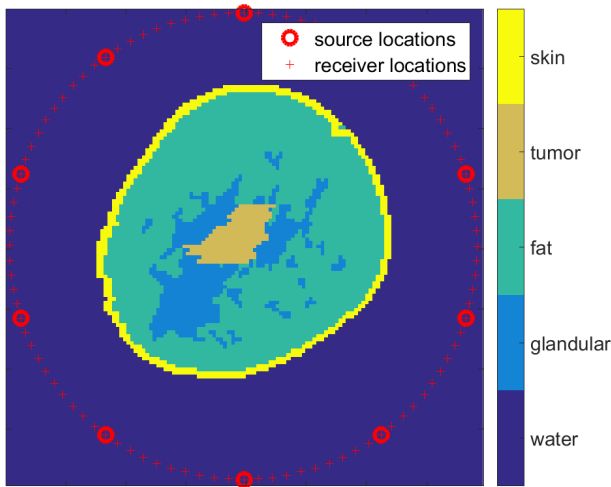 source locations
receiver locations
skin
tumor
fat
glandular
water